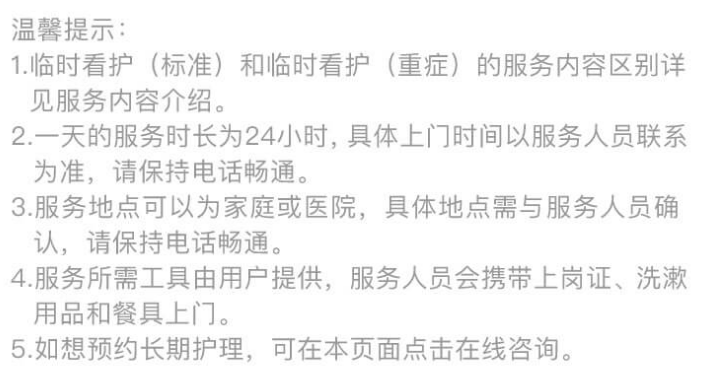 温馨提示：
1.临时看护（标准）和临时看护（重症）的服务内容区别详
见服务内容介绍。
2.一天的服务时长为24小时, 具体上门时间以服务人员联系
为准，请保持电话畅通。
3.服务地点可以为家庭或医院，具体地点需与服务人员确
认，请保持电话畅通。
4.服务所需工具由用户提供，服务人员会携带上岗证、洗漱
用品和餐具上门。
5.如想预约长期护理，可在本页面点击在线咨询。